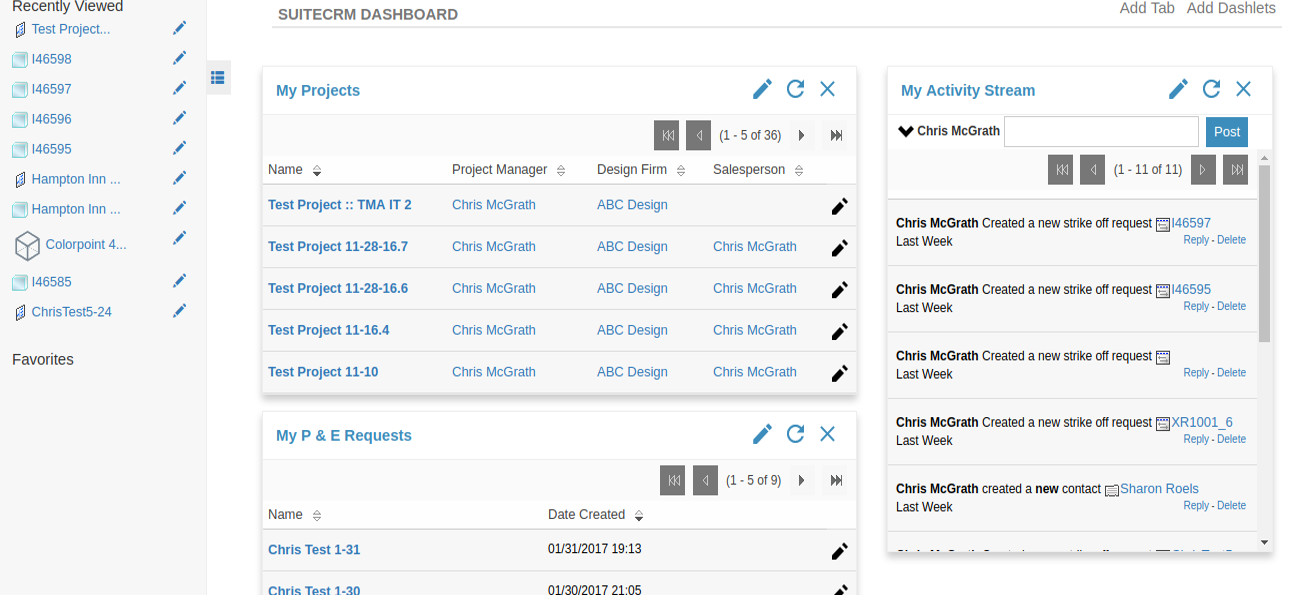 Recently Viewed
Test Project...
I46598
I46597
I46596
I46595
Hampton Inn ...
Hampton Inn ...
Colorpoint 4...
I46585
ChrisTest5-24
Favorites
SUITECRM DASHBOARD
Add Tab Add Dashlets
My Projects
(1 - 5 of 36)
Name Project Manager Design Firm Salesperson
Test Project :: TMA IT 2 Chris McGrath ABC Design
Test Project 11-28-16.7 Chris McGrath ABC Design Chris McGrath
Test Project 11-28-16.6 Chris McGrath ABC Design Chris McGrath
Test Project 11-16.4 Chris McGrath ABC Design Chris McGrath
Test Project 11-10 Chris McGrath ABC Design Chris McGrath
My P & E Requests
(1 - 5 of 9)
Name Date Created
Chris Test 1-31 01/31/2017 19:13
Chris Test 1-30 01/30/2017 21:05
My Activity Stream
Chris McGrath Post
(1 - 11 of 11)
Chris McGrath Created a new strike off request I46597
Last Week Reply - Delete
Chris McGrath Created a new strike off request I46595
Last Week Reply - Delete
Chris McGrath Created a new strike off request
Last Week Reply - Delete
Chris McGrath Created a new strike off request XR1001_6
Last Week Reply - Delete
Chris McGrath created a new contact Sharon Roels
Last Week Reply - Delete